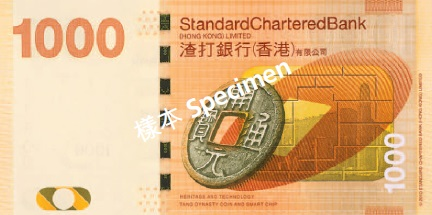 1000
StandardCharteredBank
(HONG KONG) LIMITED
渣打銀行(香港)有限公司
樣本 Specimen
寶 通
元
1000
HERITAGE AND TECHNOLOGY
TANG DYNASTY COIN AND SMART CHIP